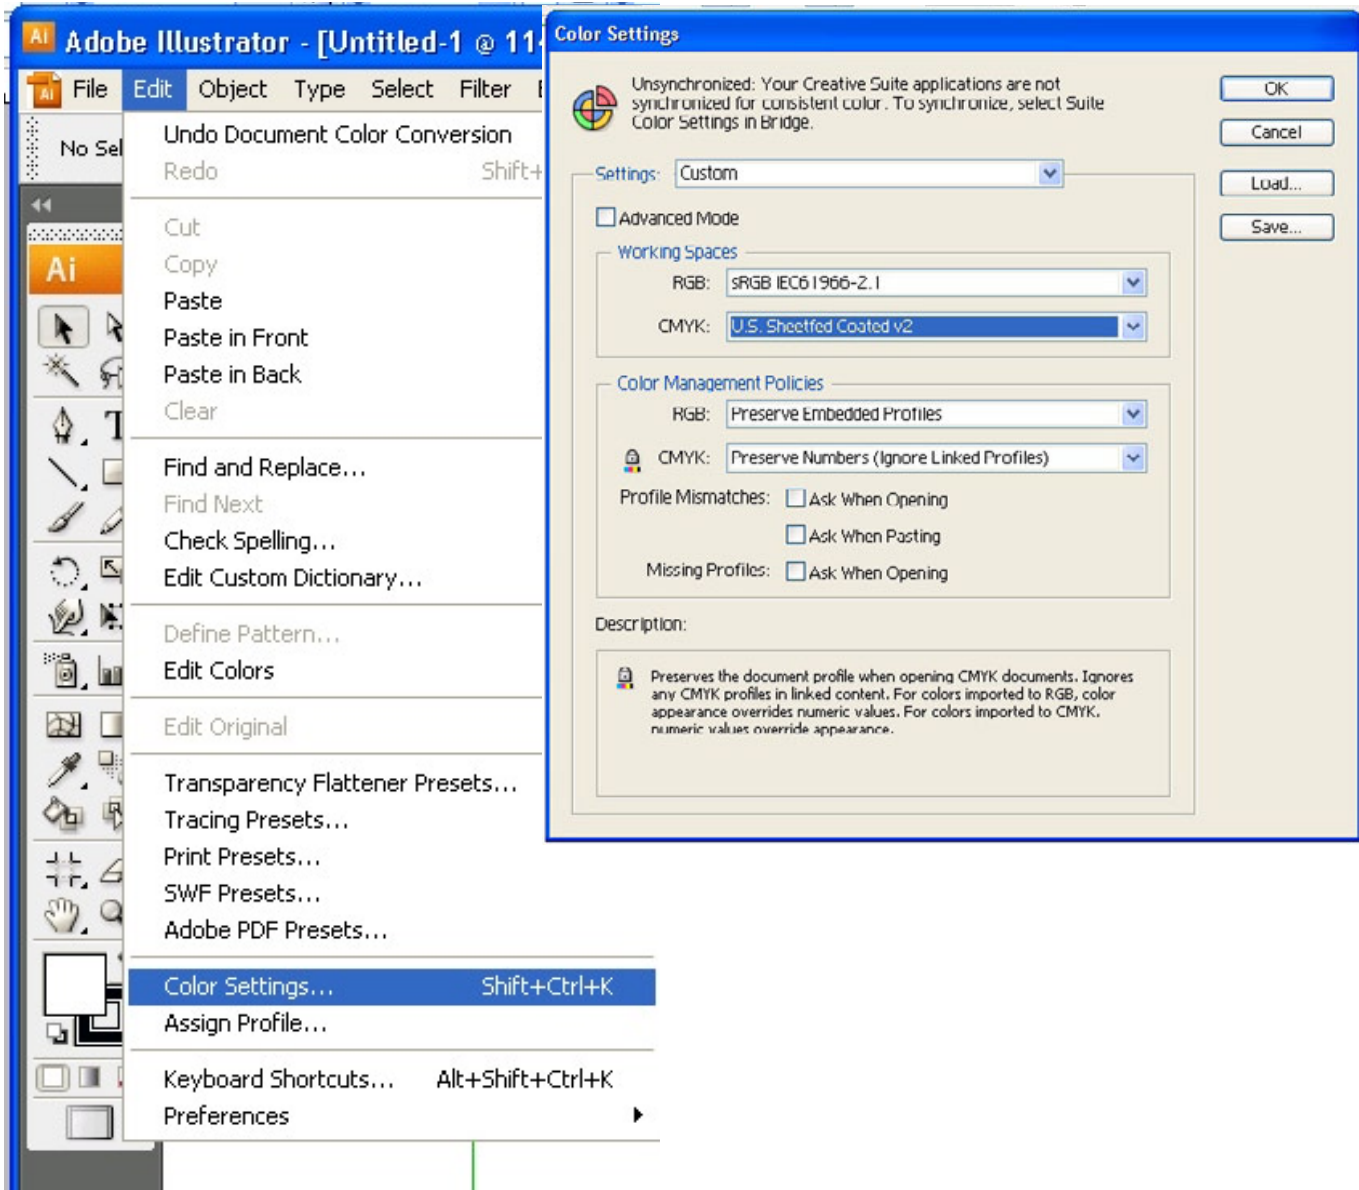 Ai Adobe Illustrator - [Untitled-1 @ 11
Ai File Edit Object Type Select Filter
No Sel
Ai
Undo Document Color Conversion
Redo Shift+
Cut
Copy
Paste
Paste in Front
Paste in Back
Clear
Find and Replace...
Find Next
Check Spelling...
Edit Custom Dictionary...
Define Pattern...
Edit Colors
Edit Original
Transparency Flattener Presets...
Tracing Presets...
Print Presets...
SWF Presets...
Adobe PDF Presets...
Color Settings... Shift+Ctrl+K
Assign Profile...
Keyboard Shortcuts... Alt+Shift+Ctrl+K
Preferences
Color Settings
Unsynchronized: Your Creative Suite applications are not
synchronized for consistent color. To synchronize, select Suite
Color Settings in Bridge.
OK
Cancel
Load...
Save...
Settings: Custom
Advanced Mode
Working Spaces
RGB: sRGB IEC61966-2.1
CMYK: U.S. Sheetfed Coated v2
Color Management Policies
RGB: Preserve Embedded Profiles
CMYK: Preserve Numbers (Ignore Linked Profiles)
Profile Mismatches: Ask When Opening
Ask When Pasting
Missing Profiles: Ask When Opening
Description:
Preserves the document profile when opening CMYK documents. Ignores
any CMYK profiles in linked content. For colors imported to RGB, color
appearance overrides numeric values. For colors imported to CMYK,
numeric values override appearance.